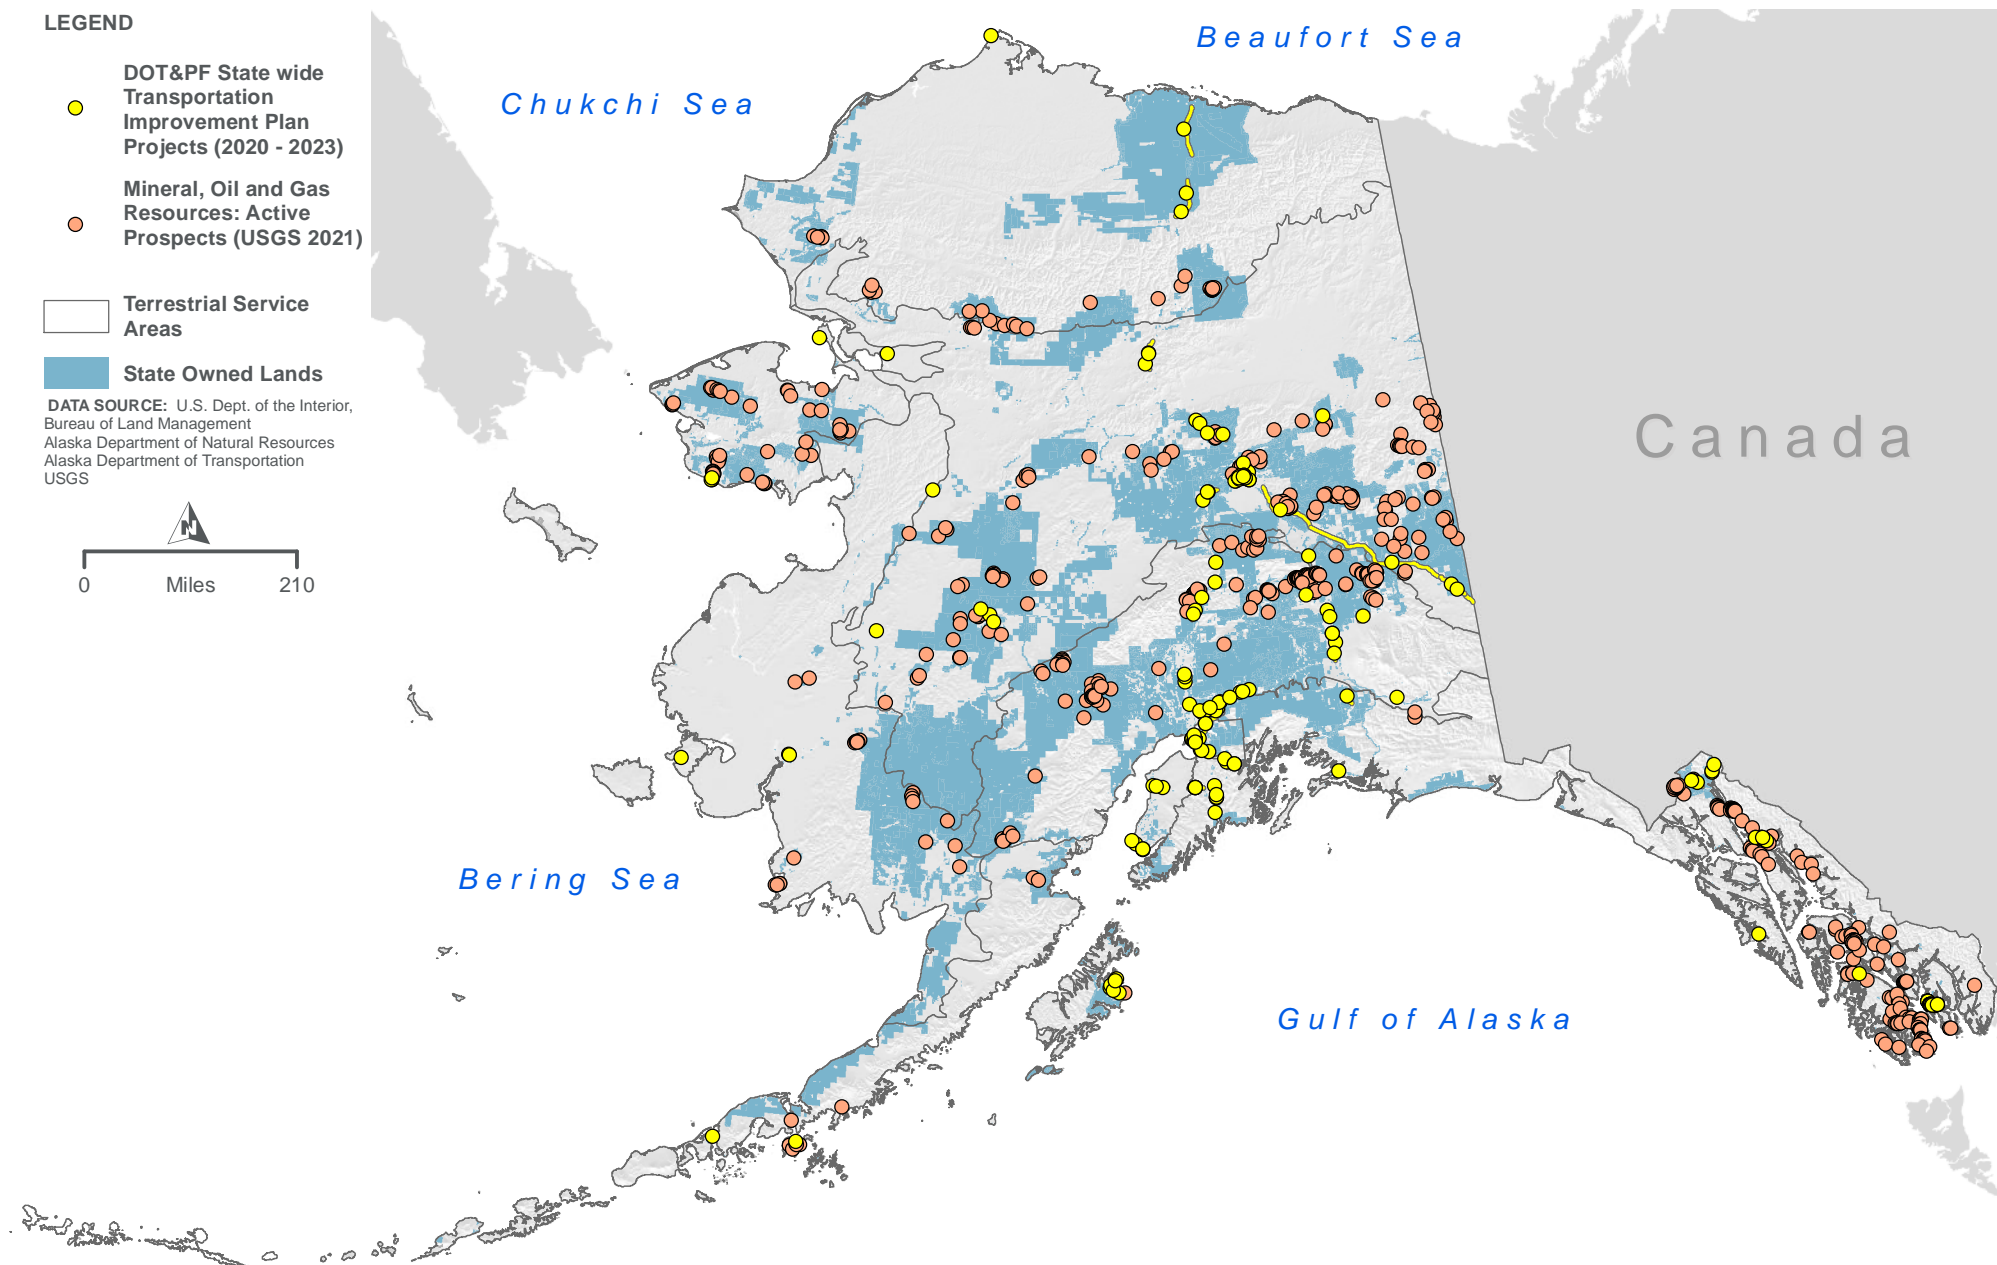 LEGEND
DOT&PF State wide
Transportation
Improvement Plan
Projects (2020 - 2023)
Mineral, Oil and Gas
Resources: Active
Prospects (USGS 2021)
Terrestrial Service
Areas
State Owned Lands
DATA SOURCE: U.S. Dept. of the Interior,
Bureau of Land Management
Alaska Department of Natural Resources
Alaska Department of Transportation
USGS
N
0 Miles 210
Beaufort Sea
Chukchi Sea
Canada
Bering Sea
Gulf of Alaska